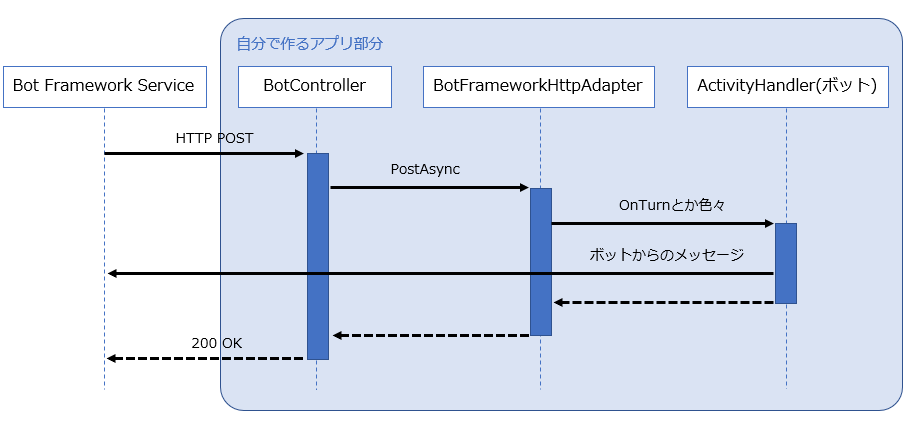 自分で作るアプリ部分
Bot Framework Service
BotController
BotFrameworkHttpAdapter
ActivityHandler(ボット)
HTTP POST
PostAsync
OnTurnとか色々
ボットからのメッセージ
200 OK